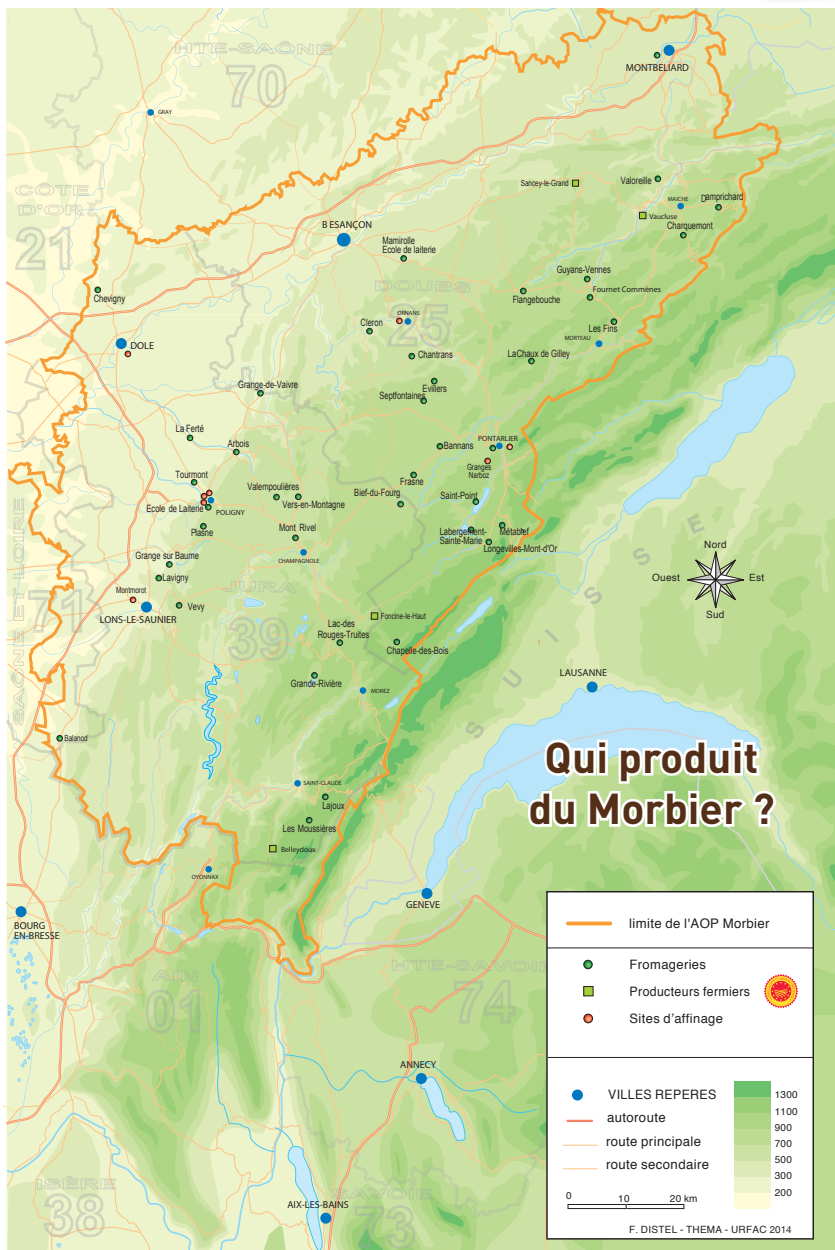 HTE-SAÔNE
70
MONTBELIARD
GRAY
CÔTE
D'OR
21
Sancey-le-Grand
Valoreille
MAICHE
Damprichard
Vaucluse
Charquemont
BESANÇON
Mamirolle
Ecole de laiterie
DOUBS
25
Guyans-Vennes
Flangebouche
Fournet Commènes
Chevigny
ORNANS
Cleron
Les Fins
MORTEAU
DOLE
Chantrans
LaChaux de Gilley
Grange-de-Vaivre
Evillers
Septfontaines
La Ferté
Arbois
Bannans
PONTARLIER
Granges
Narboz
Tourmont
Valempoulières
Vers-en-Montagne
Frasne
Bief-du-Fourg
Saint-Point
Ecole de Laiterie
POLIGNY
Plasne
Mont Rivel
Labergement-
Sainte-Marie
Métabief
Longevilles-Mont-d'Or
CHAMPAGNOLE
Grange sur Baume
Lavigny
JURA
39
Montmorot
Vevy
LONS-LE-SAUNIER
SAÔNE ET LOIRE
71
Foncine-le-Haut
Lac-des
Rouges-Truites
Chapelle-des-Bois
Grande-Rivière
MOREZ
SUISSE
Nord
Ouest
Est
Sud
LAUSANNE
Balanod
Qui produit
du Morbier ?
SAINT-CLAUDE
Lajoux
Les Moussières
Belleydoux
OYONNAX
GENEVE
BOURG
EN-BRESSE
AIN
01
HTE-SAVOIE
74
ANNECY
ISÈRE
38
SAVOIE
73
AIX-LES-BAINS
limite de l'AOP Morbier
Fromageries
Producteurs fermiers
Sites d'affinage
VILLES REPERES
autoroute
route principale
route secondaire
1300
1100
900
700
500
300
200
0 10 20 km
F. DISTEL - THEMA - URFAC 2014